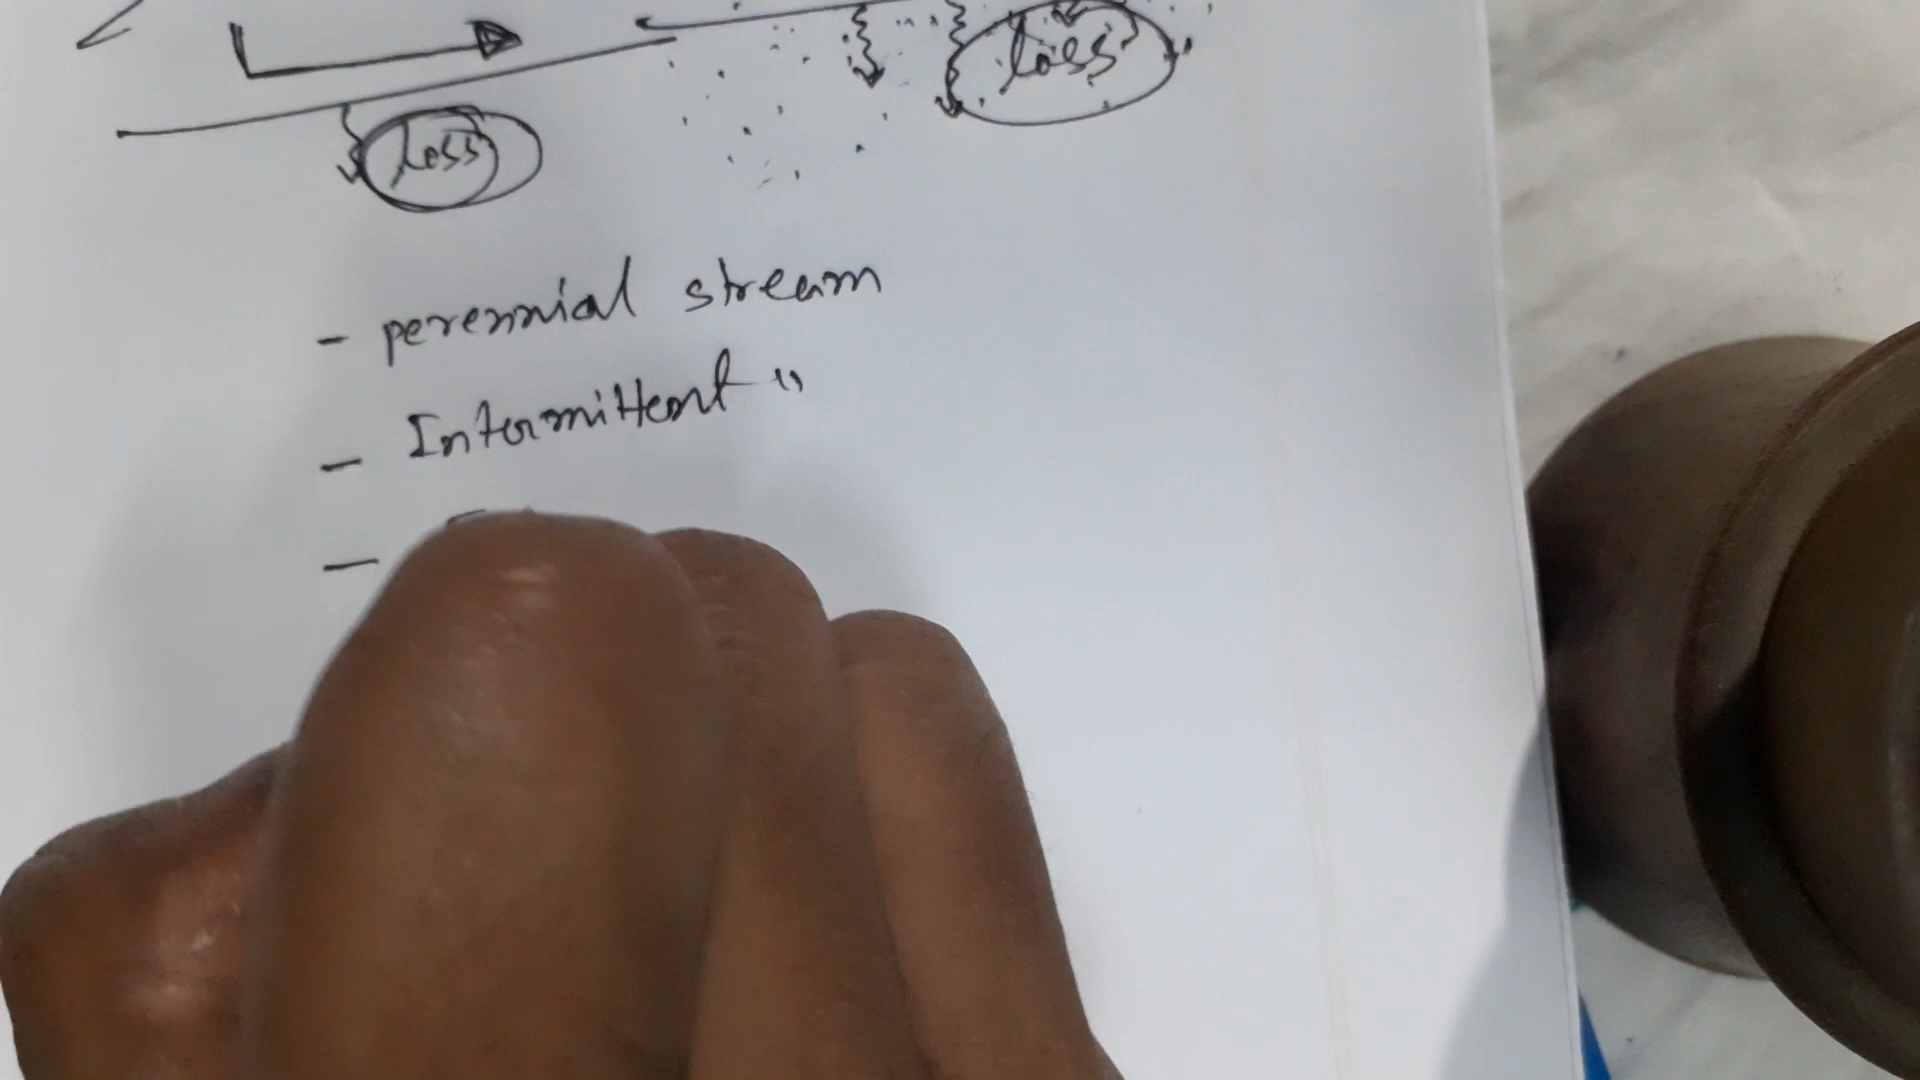 loss
loss
- perennial stream
- Intermittent "
-